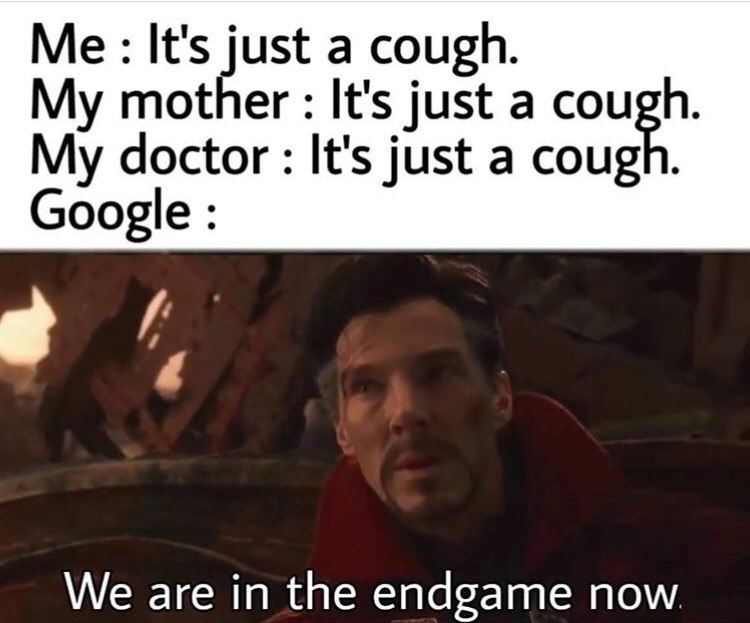 Me : It's just a cough.
My mother : It's just a cough.
My doctor : It's just a cough.
Google :
We are in the endgame now.